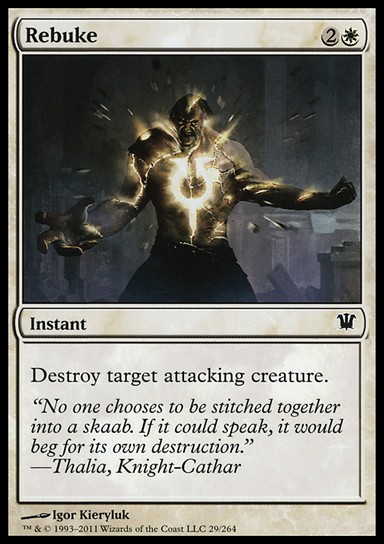 Rebuke 2
Instant
Destroy target attacking creature.
“No one chooses to be stitched together
into a skaab. If it could speak, it would
beg for its own destruction.”
—Thalia, Knight-Cathar
Igor Kieryluk
™ & © 1993–2011 Wizards of the Coast LLC 29/264